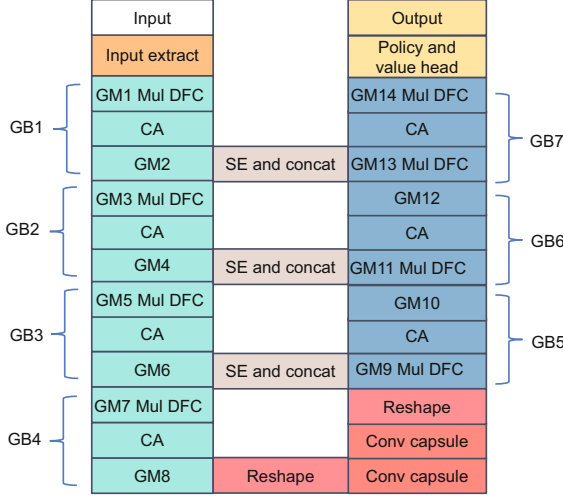 Input
Output
Input extract
Policy and
value head
GB1
GM1 Mul DFC
CA
GM2
SE and concat
GM14 Mul DFC
CA
GM13 Mul DFC
GB7
GB2
GM3 Mul DFC
CA
GM4
SE and concat
GM12
CA
GM11 Mul DFC
GB6
GB3
GM5 Mul DFC
CA
GM6
SE and concat
GM10
CA
GM9 Mul DFC
GB5
GB4
GM7 Mul DFC
CA
GM8
Reshape
Reshape
Conv capsule
Conv capsule